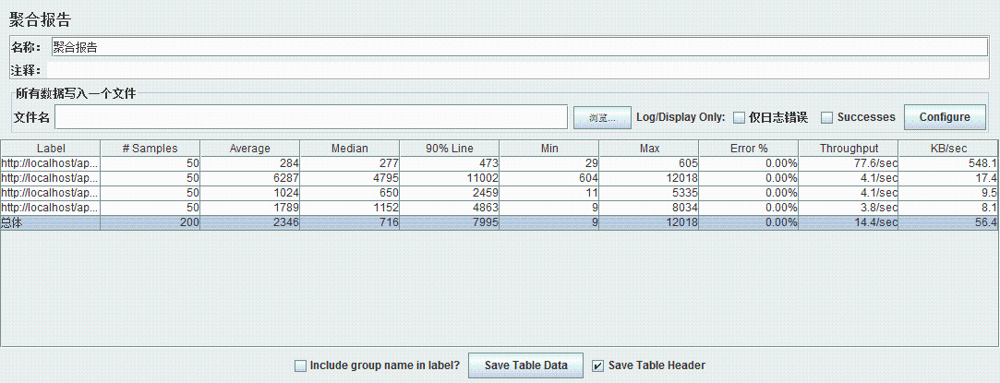 聚合报告
名称： 聚合报告
注释：
所有数据写入一个文件
文件名 浏览... Log/Display Only: 仅日志错误 Successes Configure
Label # Samples Average Median 90% Line Min Max Error % Throughput KB/sec
http://localhost/ap... 50 284 277 473 29 605 0.00% 77.6/sec 548.1
http://localhost/ap... 50 6287 4795 11002 604 12018 0.00% 4.1/sec 17.4
http://localhost/ap... 50 1024 650 2459 11 5335 0.00% 4.1/sec 9.5
http://localhost/ap... 50 1789 1152 4863 9 8034 0.00% 3.8/sec 8.1
总体 200 2346 716 7995 9 12018 0.00% 14.4/sec 56.4
Include group name in label? Save Table Data Save Table Header